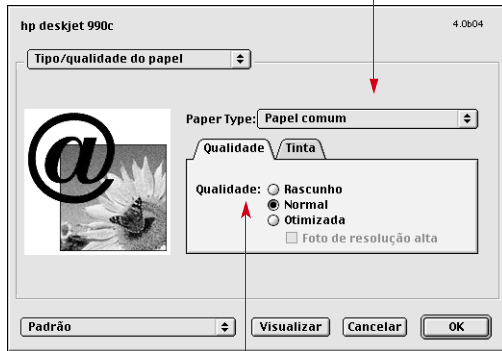 hp deskjet 990c 4.0b04
Tipo/qualidade do papel
Paper Type: Papel comum
Qualidade Tinta
Qualidade: Rascunho
Normal
Otimizada
Foto de resolução alta
@
Padrão Visualizar Cancelar OK